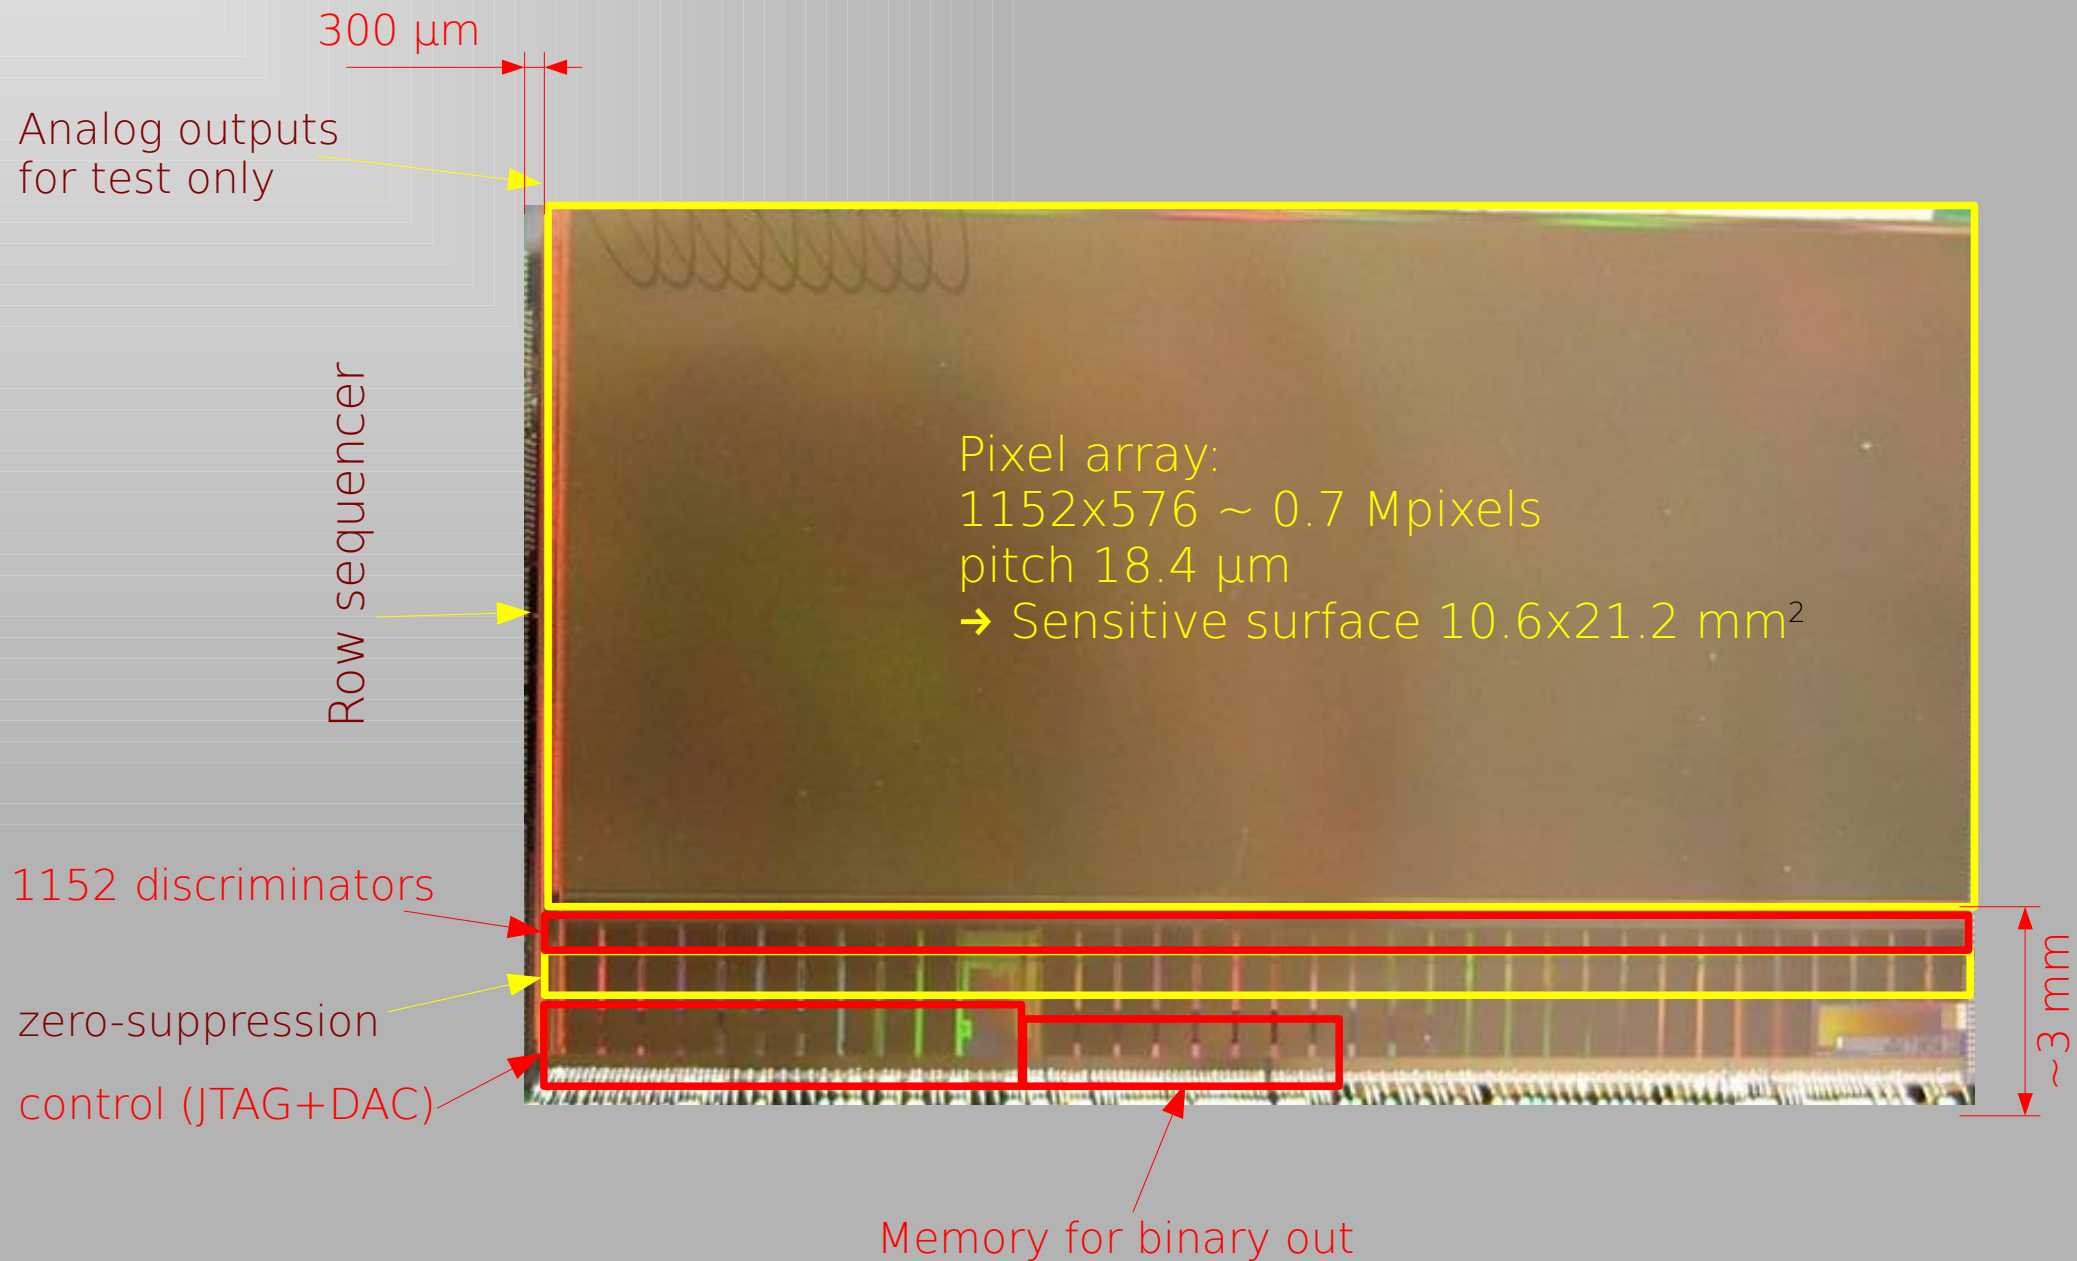 300 µm
Analog outputs
for test only
Row sequencer
Pixel array:
1152x576 ~ 0.7 Mpixels
pitch 18.4 µm
➔ Sensitive surface 10.6x21.2 mm²
1152 discriminators
zero-suppression
control (JTAG+DAC)
~3 mm
Memory for binary out